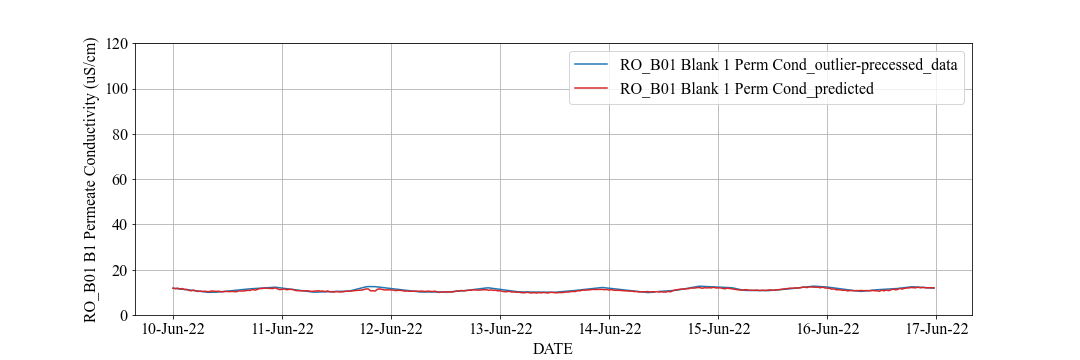 RO_B01 B1 Permeate Conductivity (uS/cm)
120
100
80
60
40
20
0
RO_B01 Blank 1 Perm Cond_outlier-precessed_data
RO_B01 Blank 1 Perm Cond_predicted
10-Jun-22 11-Jun-22 12-Jun-22 13-Jun-22 14-Jun-22 15-Jun-22 16-Jun-22 17-Jun-22
DATE